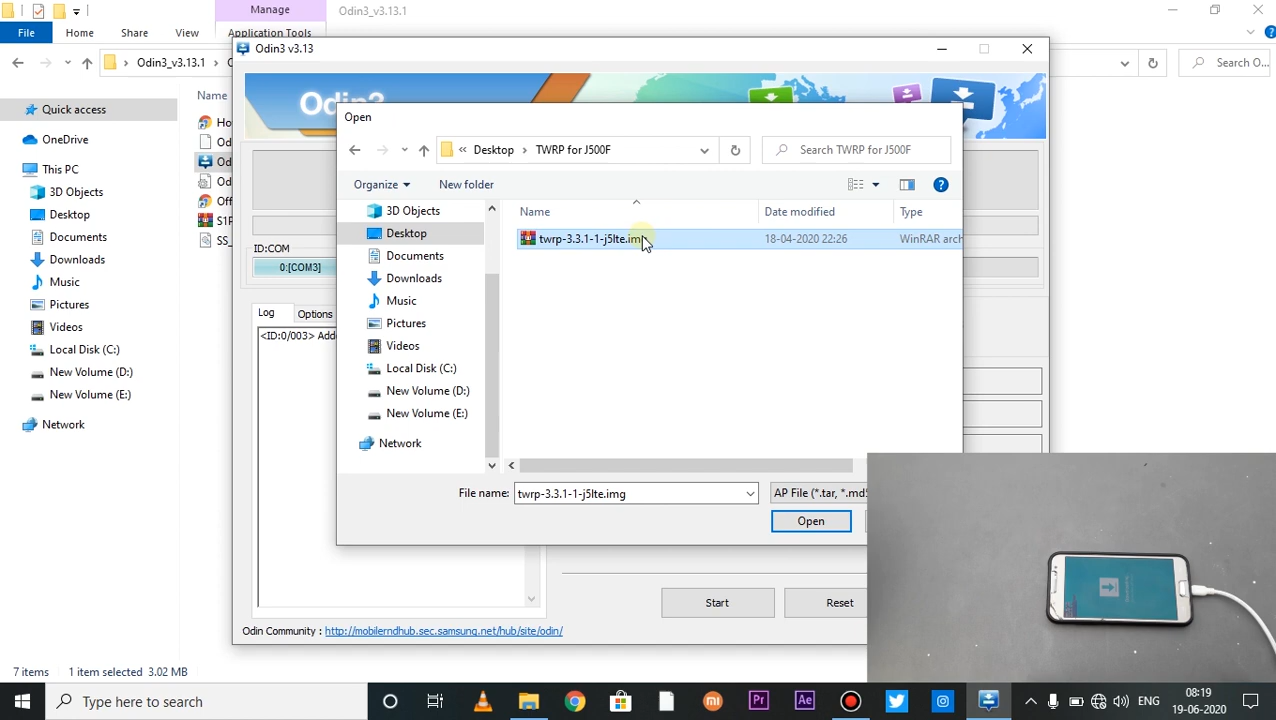 Manage
Odin3_v3.13.1
File
Home
Share
View
Application Tools
Odin3_v3.13.1
Search O...
Odin3 v3.13
Odin3
Open
Desktop
TWRP for J500F
Search TWRP for J500F
Organize
New folder
Quick access
OneDrive
This PC
3D Objects
Desktop
Documents
Downloads
Music
Pictures
Videos
Local Disk (C:)
New Volume (D:)
New Volume (E:)
Network
Name
3D Objects
Desktop
Documents
Downloads
Music
Pictures
Videos
Local Disk (C:)
New Volume (D:)
New Volume (E:)
Network
Name
Date modified
Type
twrp-3.3.1-1-j5lte.im
18-04-2020 22:26
WinRAR arch
ID:COM
0:[COM3]
Log
Options
<ID:0/003> Adde
File name:
twrp-3.3.1-1-j5lte.img
AP File (*.tar, *.md5
Open
Start
Reset
Odin Community :
http://mobilerndhub.sec.samsung.net/hub/site/odin/
7 items
1 item selected 3.02 MB
Type here to search
ENG
08:19
19-06-2020